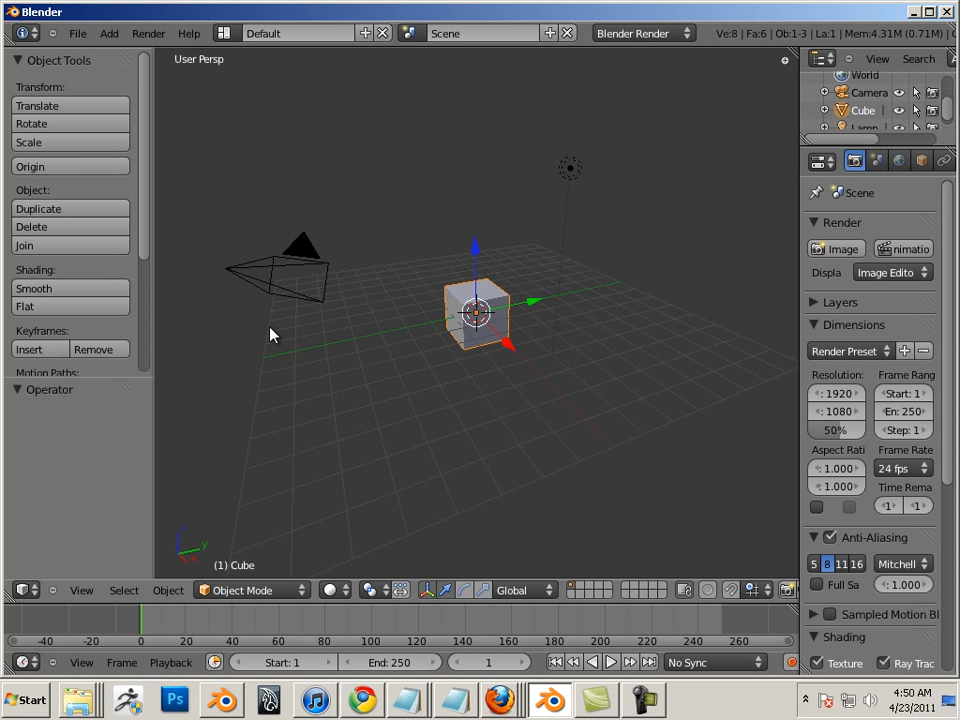 Blender
File Add Render Help Default Scene Blender Render Ve:8 | Fa:6 | Ob:1-3 | La:1 | Mem:4.31M (0.71M) |
Object Tools
Transform:
Translate
Rotate
Scale
Origin
Object:
Duplicate
Delete
Join
Shading:
Smooth
Flat
Keyframes:
Insert Remove
Motion Paths:
Operator
User Persp
(1) Cube
View Search
World
Camera
Cube
Lamp
Scene
Render
Image nimatio
Displa Image Edito
Layers
Dimensions
Render Preset
Resolution: Frame Rang
: 1920 Start: 1
: 1080 En: 250
50% Step: 1
Aspect Rati Frame Rate
: 1.000 24 fps
: 1.000 Time Rema
:1 :1
Anti-Aliasing
5 8 11 16 Mitchell
Full Sa : 1.000
Sampled Motion Bl
Shading
Texture Ray Trac
View Select Object Object Mode Global
-40 -20 0 20 40 60 80 100 120 140 160 180 200 220 240 260
View Frame Playback Start: 1 End: 250 1 No Sync
Start Ps 4:50 AM
4/23/2011